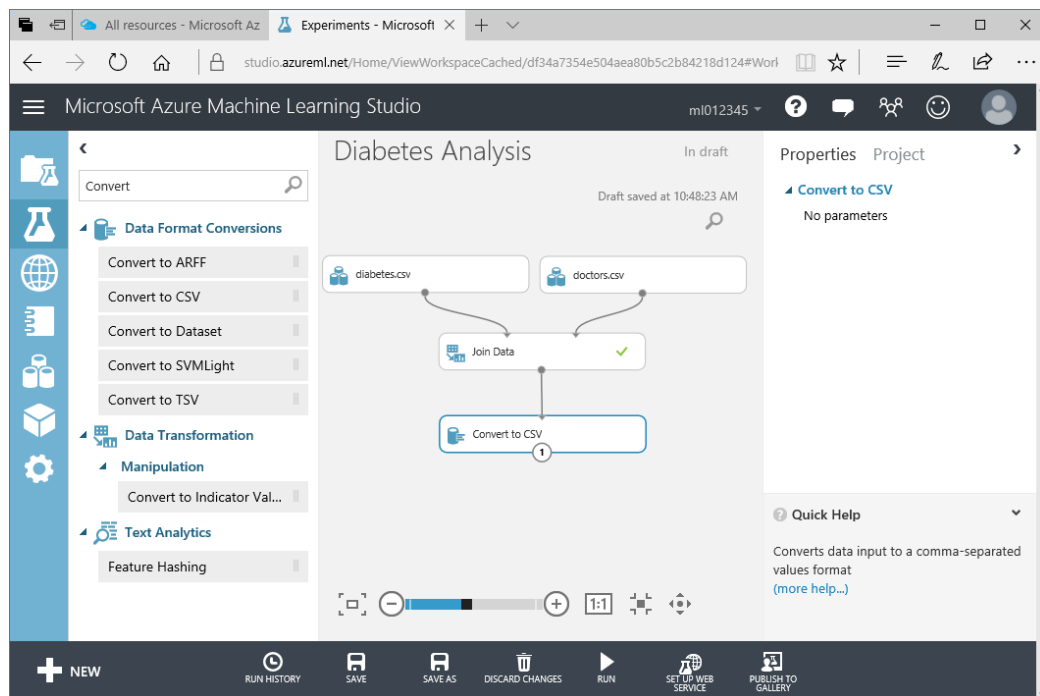 All resources - Microsoft Az
Experiments - Microsoft
studio.azureml.net/Home/ViewWorkspaceCached/df34a7354e504aea80b5c2b84218d124#Work
Microsoft Azure Machine Learning Studio
ml012345
Convert
Data Format Conversions
Convert to ARFF
Convert to CSV
Convert to Dataset
Convert to SVMLight
Convert to TSV
Data Transformation
Manipulation
Convert to Indicator Val...
Text Analytics
Feature Hashing
Diabetes Analysis
In draft
Draft saved at 10:48:23 AM
diabetes.csv
doctors.csv
Join Data
Convert to CSV
1
1:1
Properties Project
Convert to CSV
No parameters
Quick Help
Converts data input to a comma-separated
values format
(more help...)
NEW
RUN HISTORY
SAVE
SAVE AS
DISCARD CHANGES
RUN
SET UP WEB
SERVICE
PUBLISH TO
GALLERY